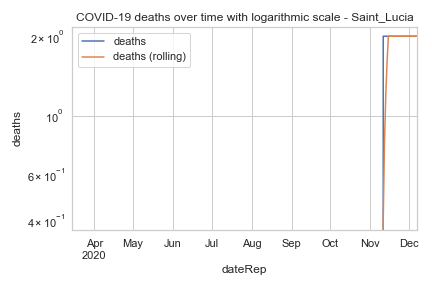 COVID-19 deaths over time with logarithmic scale - Saint_Lucia
deaths
deaths (rolling)
2 × 10⁰
10⁰
6 × 10⁻¹
4 × 10⁻¹
deaths
Apr May Jun Jul Aug Sep Oct Nov Dec
2020
dateRep